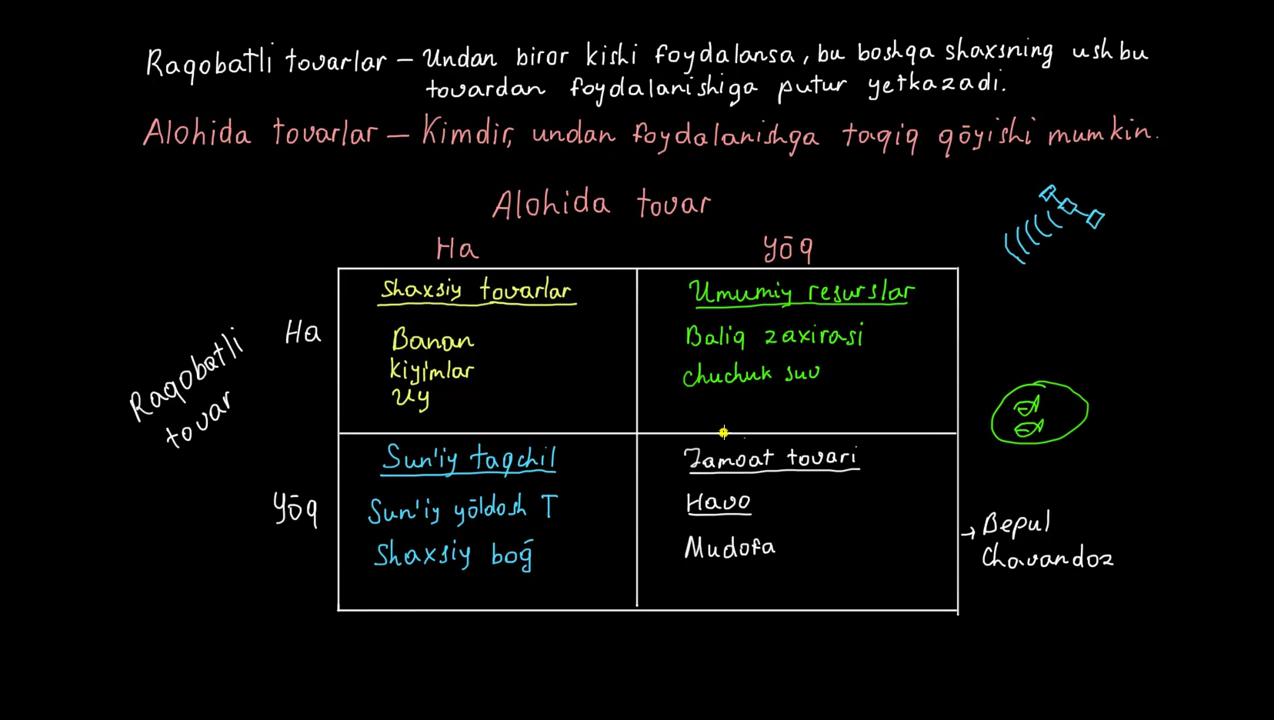 Raqobatli tovarlar – Undan biror kishi foydalansa, bu boshqa shaxsning ushbu
tovardan foydalanishiga putur yetkazadi.
Alohida tovarlar – Kimdir, undan foydalanishga taqiq qōyishi mumkin.
Alohida tovar
Ha
Yōq
Raqobatli
tovar
Ha
Shaxsiy tovarlar
Banan
kiyimlar
Uy
Umumiy resurslar
Baliq zaxirasi
chuchuk suv
Yōq
Sun'iy taqchil
Sun'iy yōldosh T
Shaxsiy boḡ
Jamoat tovari
Havo
Mudofa
→ Bepul
Chavandoz